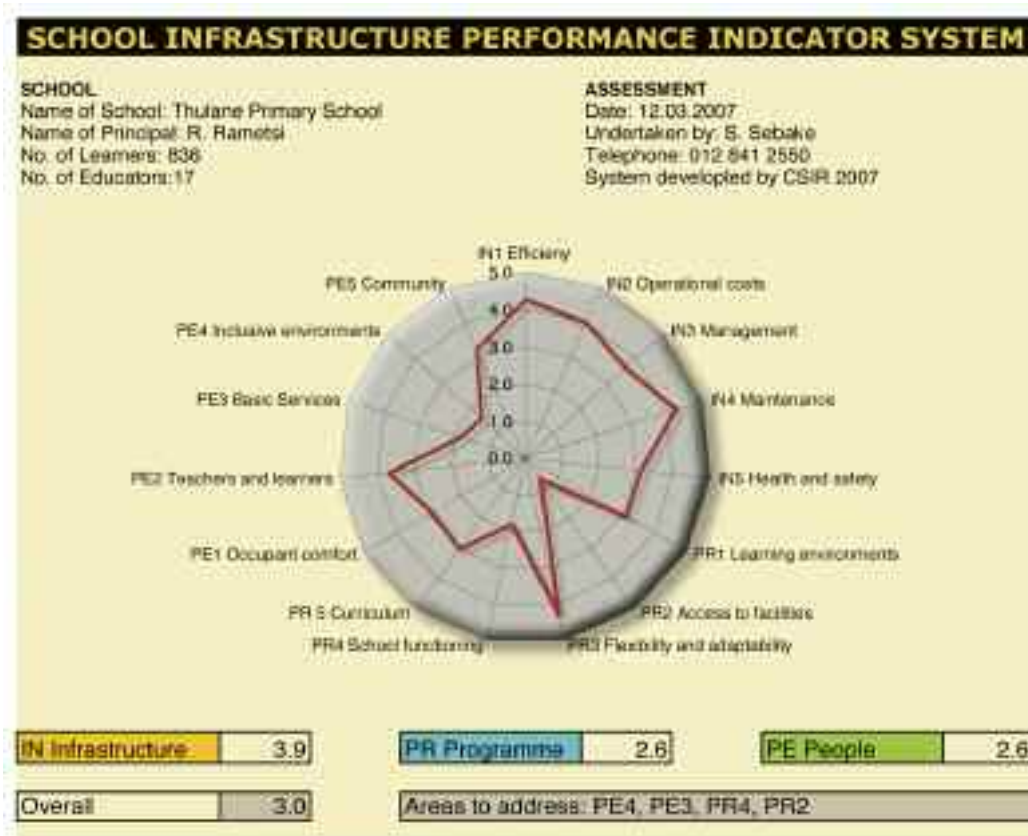 SCHOOL INFRASTRUCTURE PERFORMANCE INDICATOR SYSTEM
SCHOOL
Name of School: Thulane Primary School
Name of Principal: R. Rametsi
No. of Learners: 836
No. of Educators:17
ASSESSMENT
Date: 12.03.2007
Undertaken by: S. Sebake
Telephone: 012 841 2550
System developted by CSIR 2007
IN1 Efficieny
5.0
PE5 Community
IN2 Operational costs
4.0
PE4 Inclusive environments
IN3 Management
3.0
2.0
PE3 Basic Services
IN4 Maintenance
1.0
0.0
PE2 Teachers and learners
IN5 Health and safety
PE1 Occupant comfort
PR1 Learning environments
PR 5 Curriculum
PR2 Access to facilities
PR4 School functioning
PR3 Flexibility and adaptability
IN Infrastructure 3.9
PR Programme 2.6
PE People 2.6
Overall 3.0
Areas to address: PE4, PE3, PR4, PR2